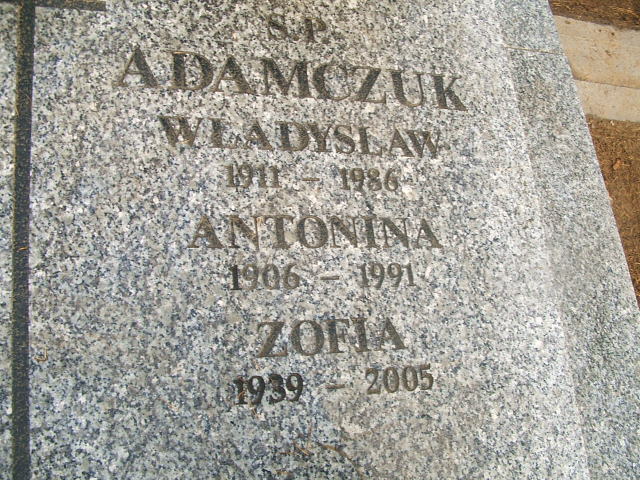 Ś.P.
ADAMCZUK
WŁADYSŁAW
1911 - 1986
ANTONINA
1906 - 1991
ZOFIA
1939 - 2005